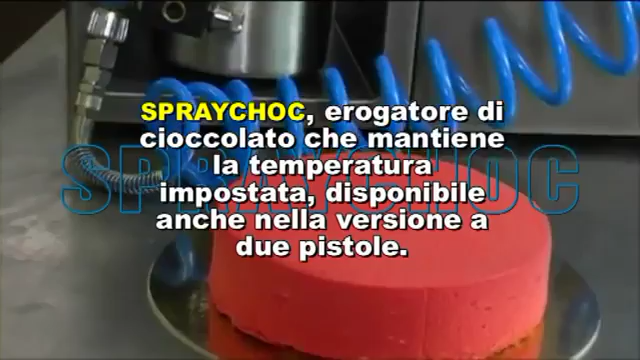 SPRAYCHOC, erogatore di
cioccolato che mantiene
la temperatura
impostata, disponibile
anche nella versione a
due pistole.
SPRAYCHOC